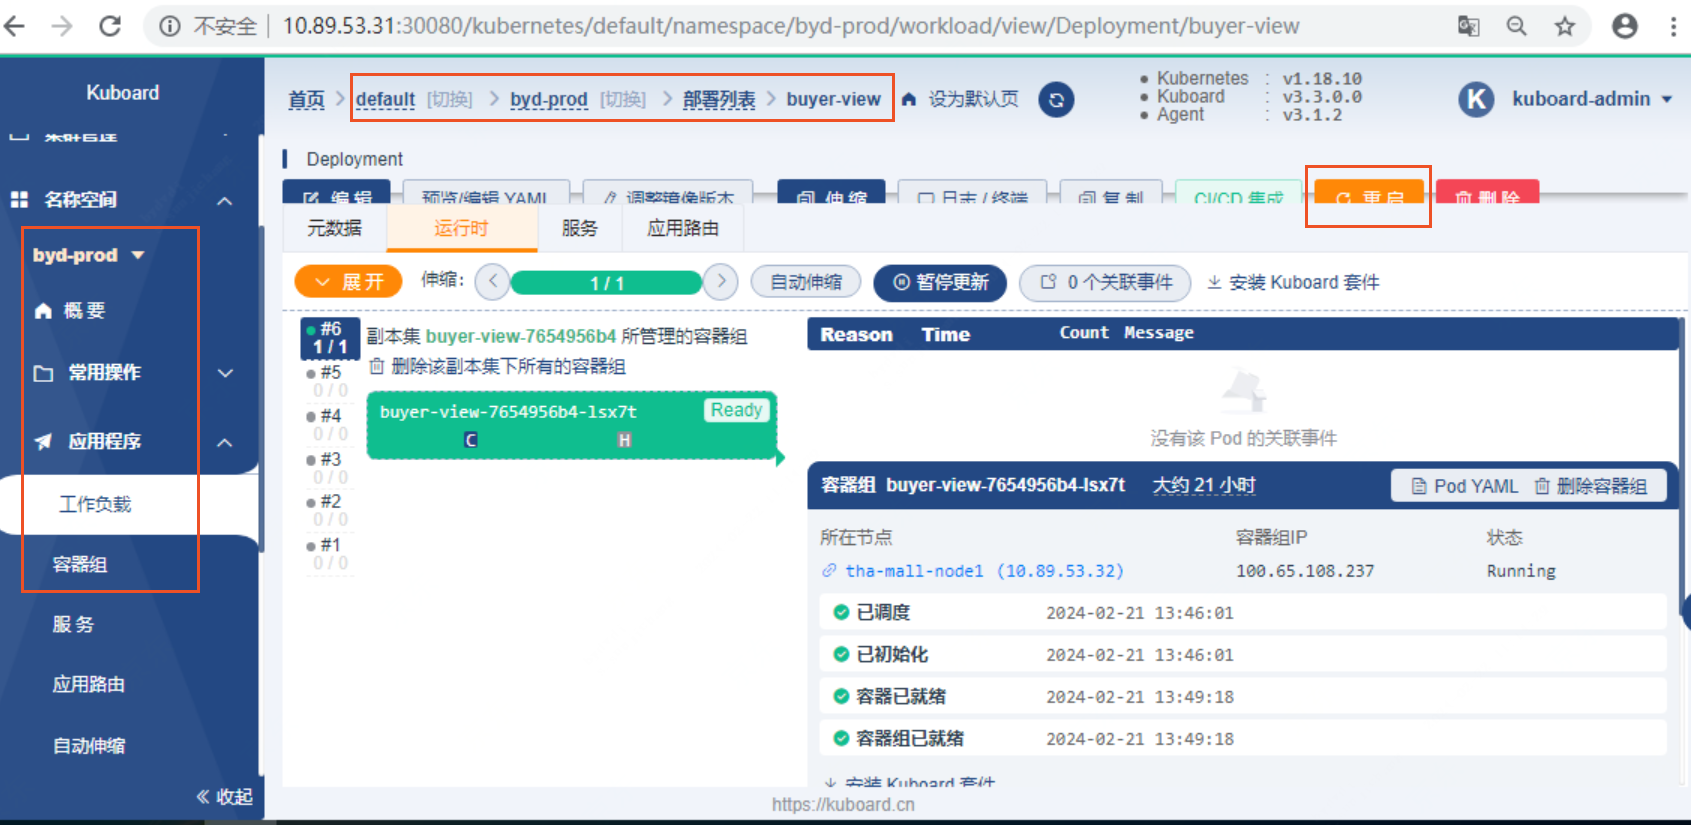 不安全 10.89.53.31:30080/kubernetes/default/namespace/byd-prod/workload/view/Deployment/buyer-view
Kuboard
集群管理
名称空间
byd-prod
概 要
常用操作
应用程序
工作负载
容器组
服 务
应用路由
自动伸缩
收起
首页 default [切换] byd-prod [切换] 部署列表 buyer-view 设为默认页
Kubernetes : v1.18.10
Kuboard : v3.3.0.0
Agent : v3.1.2
K kuboard-admin
Deployment
编 辑 预览/编辑 YAML 调整镜像版本 伸 缩 日志 / 终端 复 制 CI/CD 集成 重 启 删 除
元数据 运行时 服务 应用路由
展 开 伸缩: 1 / 1 自动伸缩 暂停更新 0 个关联事件 安装 Kuboard 套件
#6
1 / 1
#5
0 / 0
#4
0 / 0
#3
0 / 0
#2
0 / 0
#1
0 / 0
副本集 buyer-view-7654956b4 所管理的容器组
删除该副本集下所有的容器组
buyer-view-7654956b4-lsx7t Ready
C H
Reason Time Count Message
没有该 Pod 的关联事件
容器组 buyer-view-7654956b4-lsx7t 大约 21 小时 Pod YAML 删除容器组
所在节点 容器组IP 状态
tha-mall-node1 (10.89.53.32) 100.65.108.237 Running
已调度 2024-02-21 13:46:01
已初始化 2024-02-21 13:46:01
容器已就绪 2024-02-21 13:49:18
容器组已就绪 2024-02-21 13:49:18
安装 Kuboard 套件
https://kuboard.cn